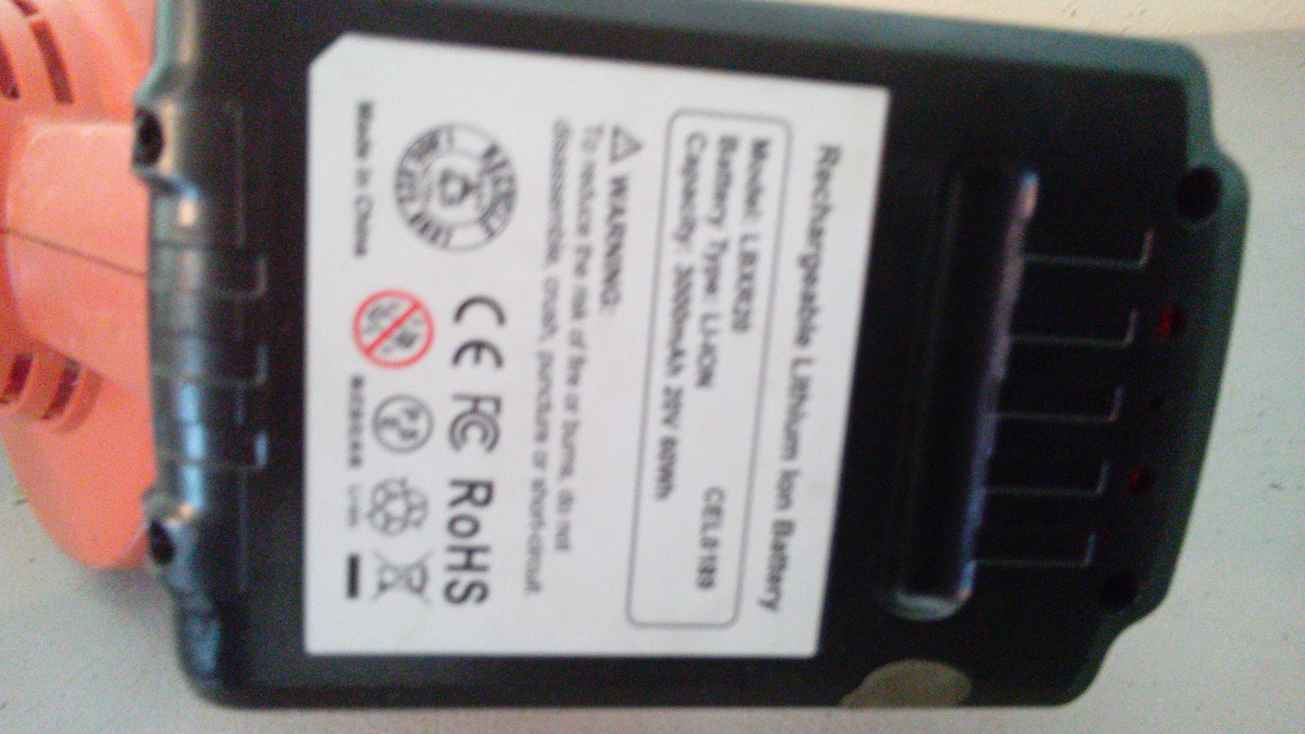 Rechargeable Lithium Ion Battery
Model: LBXR20 CEL0189
Battery Type: LI-ION
Capacity: 3000mAh 20V 60Wh
WARNING:
To reduce the risk of fire or burns, do not
disassemble, crush, puncture or short-circuit.
CE FC RoHS
Made in China